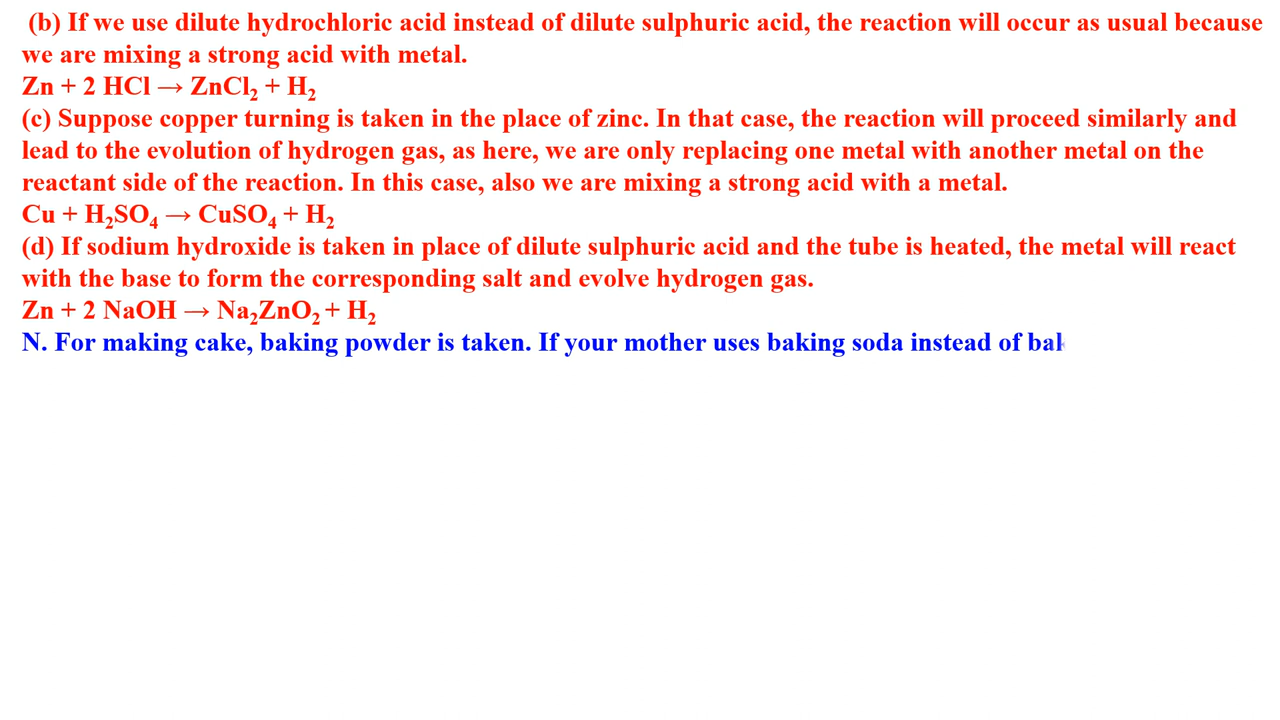 (b) If we use dilute hydrochloric acid instead of dilute sulphuric acid, the reaction will occur as usual because
we are mixing a strong acid with metal.
Zn + 2 HCl → ZnCl₂ + H₂
(c) Suppose copper turning is taken in the place of zinc. In that case, the reaction will proceed similarly and
lead to the evolution of hydrogen gas, as here, we are only replacing one metal with another metal on the
reactant side of the reaction. In this case, also we are mixing a strong acid with a metal.
Cu + H₂SO₄ → CuSO₄ + H₂
(d) If sodium hydroxide is taken in place of dilute sulphuric acid and the tube is heated, the metal will react
with the base to form the corresponding salt and evolve hydrogen gas.
Zn + 2 NaOH → Na₂ZnO₂ + H₂
N. For making cake, baking powder is taken. If your mother uses baking soda instead of